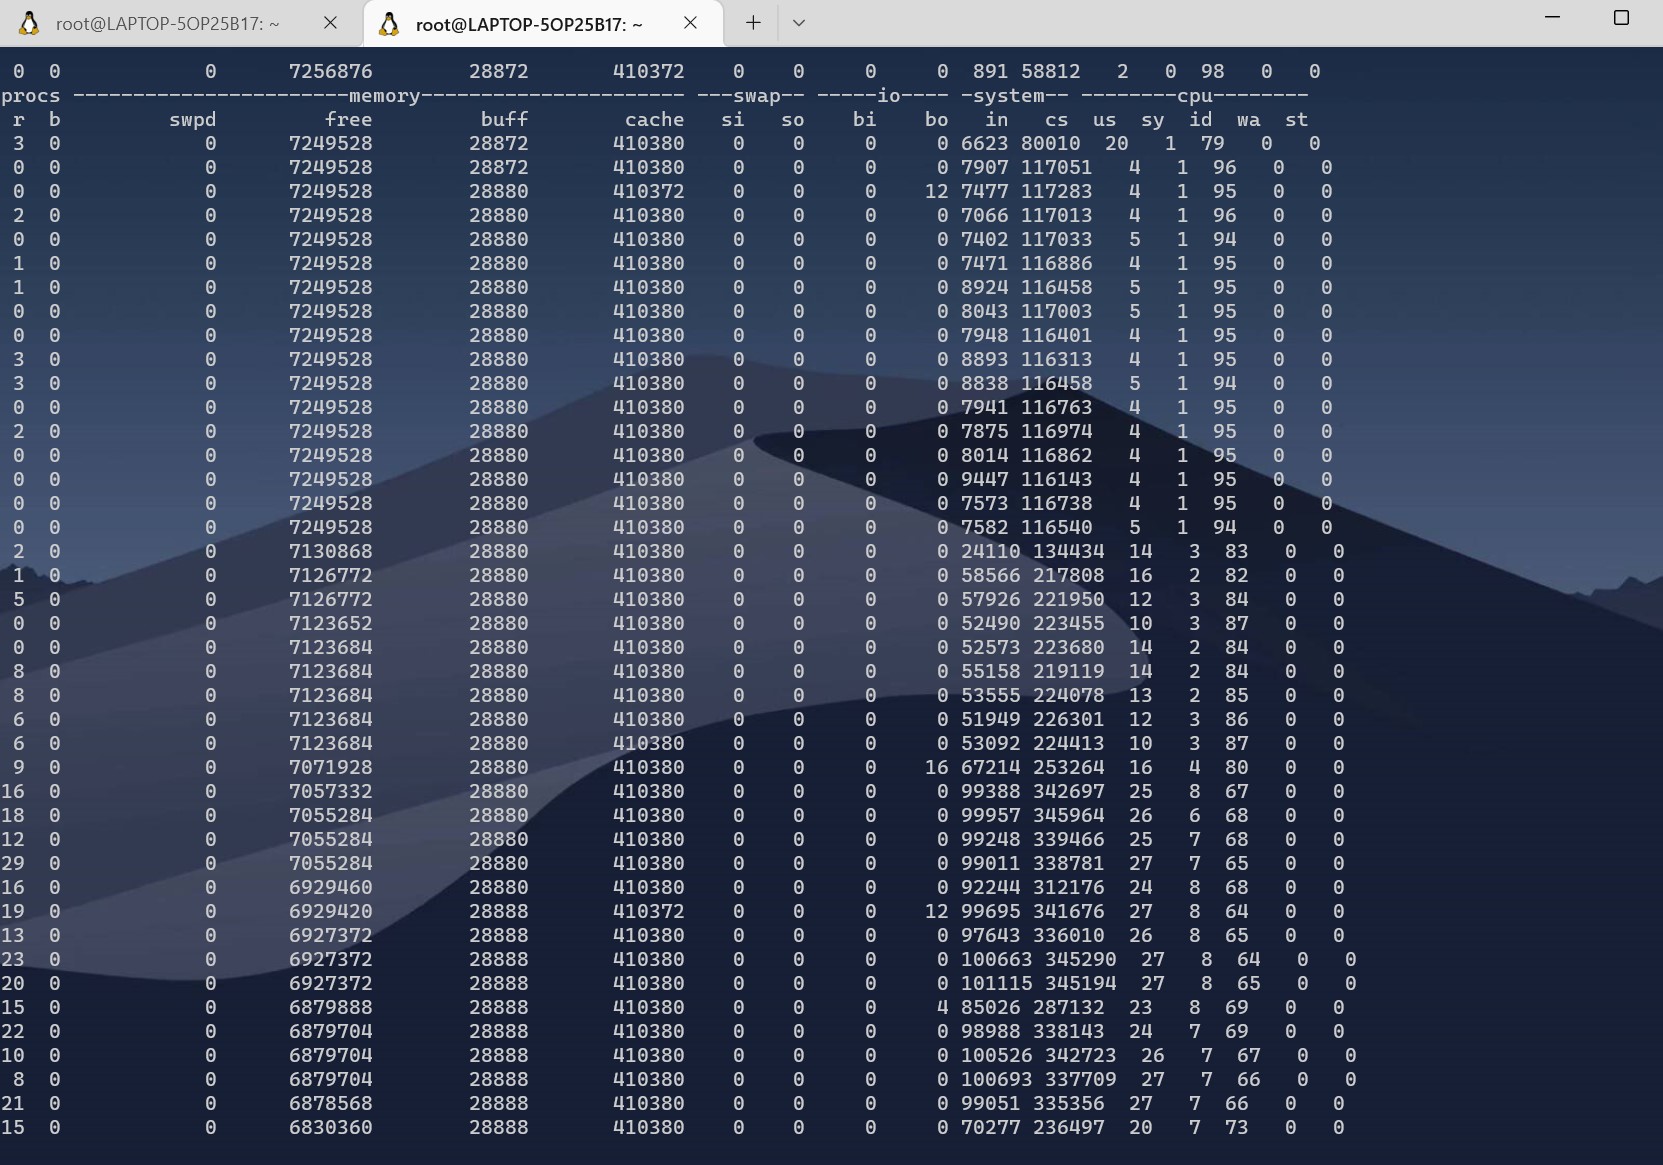 root@LAPTOP-5OP25B17: ~ root@LAPTOP-5OP25B17: ~
0 0 0 7256876 28872 410372 0 0 0 0 891 58812 2 0 98 0 0
procs -----------------------memory---------------------- ---swap-- -----io---- -system-- --------cpu--------
r b swpd free buff cache si so bi bo in cs us sy id wa st
3 0 0 7249528 28872 410380 0 0 0 0 6623 80010 20 1 79 0 0
0 0 0 7249528 28872 410380 0 0 0 0 7907 117051 4 1 96 0 0
0 0 0 7249528 28880 410372 0 0 0 12 7477 117283 4 1 95 0 0
2 0 0 7249528 28880 410380 0 0 0 0 7066 117013 4 1 96 0 0
0 0 0 7249528 28880 410380 0 0 0 0 7402 117033 5 1 94 0 0
1 0 0 7249528 28880 410380 0 0 0 0 7471 116886 4 1 95 0 0
1 0 0 7249528 28880 410380 0 0 0 0 8924 116458 5 1 95 0 0
0 0 0 7249528 28880 410380 0 0 0 0 8043 117003 5 1 95 0 0
0 0 0 7249528 28880 410380 0 0 0 0 7948 116401 4 1 95 0 0
3 0 0 7249528 28880 410380 0 0 0 0 8893 116313 4 1 95 0 0
3 0 0 7249528 28880 410380 0 0 0 0 8838 116458 5 1 94 0 0
0 0 0 7249528 28880 410380 0 0 0 0 7941 116763 4 1 95 0 0
2 0 0 7249528 28880 410380 0 0 0 0 7875 116974 4 1 95 0 0
0 0 0 7249528 28880 410380 0 0 0 0 8014 116862 4 1 95 0 0
0 0 0 7249528 28880 410380 0 0 0 0 9447 116143 4 1 95 0 0
0 0 0 7249528 28880 410380 0 0 0 0 7573 116738 4 1 95 0 0
0 0 0 7249528 28880 410380 0 0 0 0 7582 116540 5 1 94 0 0
2 0 0 7130868 28880 410380 0 0 0 0 24110 134434 14 3 83 0 0
1 0 0 7126772 28880 410380 0 0 0 0 58566 217808 16 2 82 0 0
5 0 0 7126772 28880 410380 0 0 0 0 57926 221950 12 3 84 0 0
0 0 0 7123652 28880 410380 0 0 0 0 52490 223455 10 3 87 0 0
0 0 0 7123684 28880 410380 0 0 0 0 52573 223680 14 2 84 0 0
8 0 0 7123684 28880 410380 0 0 0 0 55158 219119 14 2 84 0 0
8 0 0 7123684 28880 410380 0 0 0 0 53555 224078 13 2 85 0 0
6 0 0 7123684 28880 410380 0 0 0 0 51949 226301 12 3 86 0 0
6 0 0 7123684 28880 410380 0 0 0 0 53092 224413 10 3 87 0 0
9 0 0 7071928 28880 410380 0 0 0 16 67214 253264 16 4 80 0 0
16 0 0 7057332 28880 410380 0 0 0 0 99388 342697 25 8 67 0 0
18 0 0 7055284 28880 410380 0 0 0 0 99957 345964 26 6 68 0 0
12 0 0 7055284 28880 410380 0 0 0 0 99248 339466 25 7 68 0 0
29 0 0 7055284 28880 410380 0 0 0 0 99011 338781 27 7 65 0 0
16 0 0 6929460 28880 410380 0 0 0 0 92244 312176 24 8 68 0 0
19 0 0 6929420 28888 410372 0 0 0 12 99695 341676 27 8 64 0 0
13 0 0 6927372 28888 410380 0 0 0 0 97643 336010 26 8 65 0 0
23 0 0 6927372 28888 410380 0 0 0 0 100663 345290 27 8 64 0 0
20 0 0 6927372 28888 410380 0 0 0 0 101115 345194 27 8 65 0 0
15 0 0 6879888 28888 410380 0 0 0 4 85026 287132 23 8 69 0 0
22 0 0 6879704 28888 410380 0 0 0 0 98988 338143 24 7 69 0 0
10 0 0 6879704 28888 410380 0 0 0 0 100526 342723 26 7 67 0 0
8 0 0 6879704 28888 410380 0 0 0 0 100693 337709 27 7 66 0 0
21 0 0 6878568 28888 410380 0 0 0 0 99051 335356 27 7 66 0 0
15 0 0 6830360 28888 410380 0 0 0 0 70277 236497 20 7 73 0 0